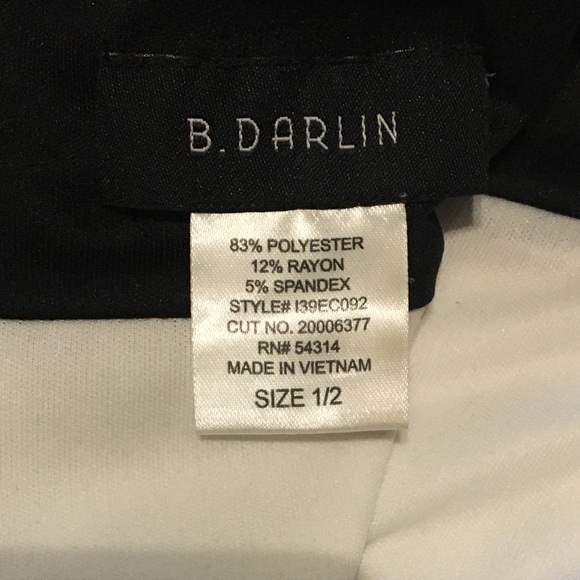 B.DARLIN
83% POLYESTER
12% RAYON
5% SPANDEX
STYLE# I39EC092
CUT NO. 20006377
RN# 54314
MADE IN VIETNAM
SIZE 1/2